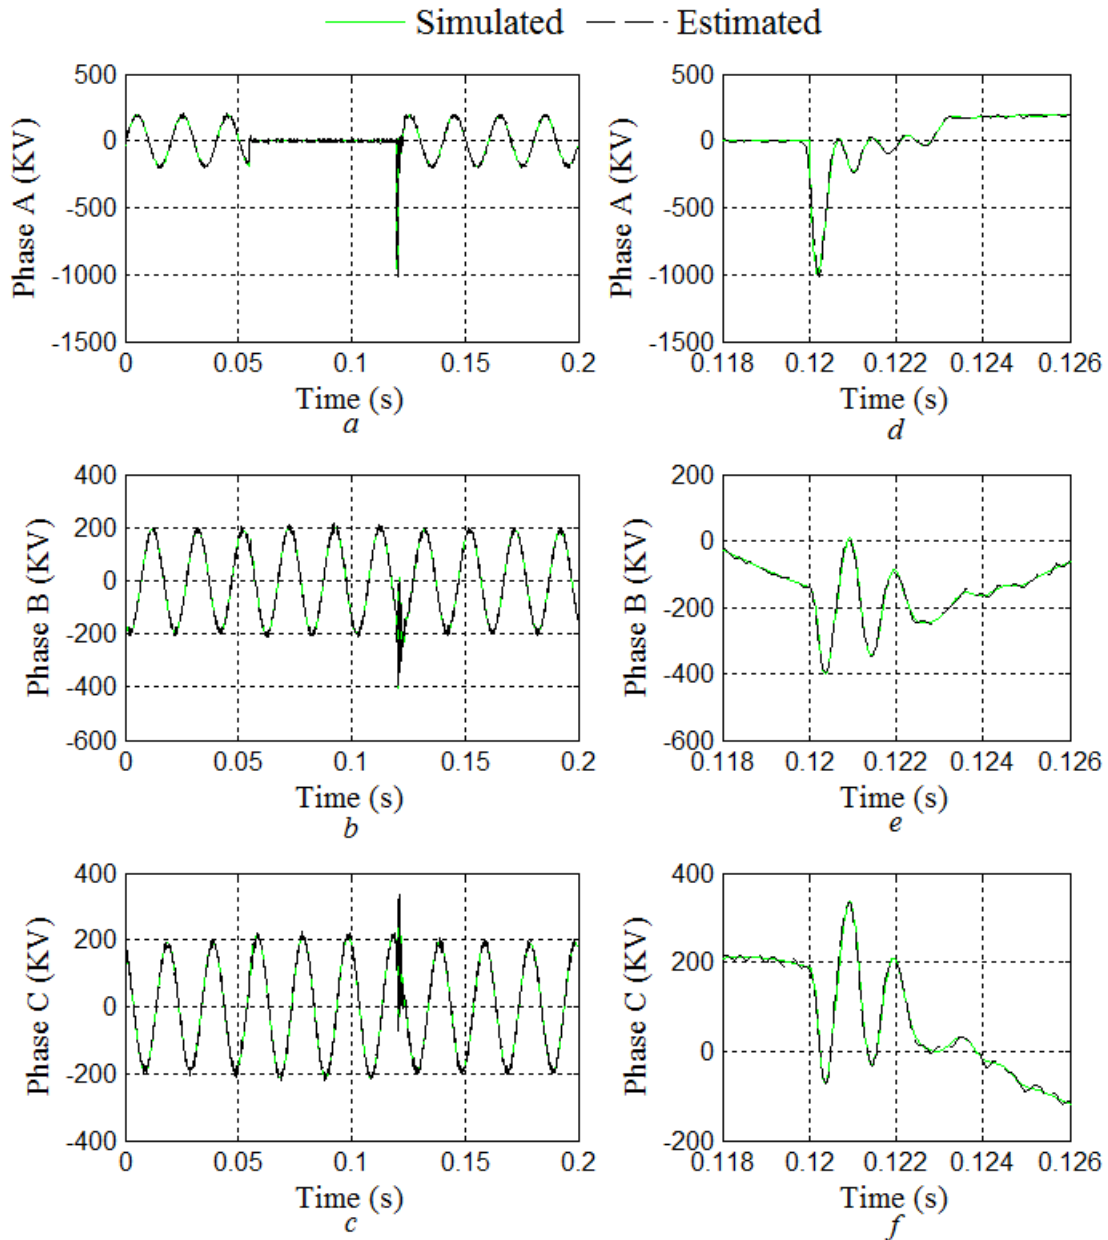 Simulated Estimated
500
0
-500
-1000
-1500
Phase A (KV)
0 0.05 0.1 0.15 0.2
Time (s)
a
500
0
-500
-1000
-1500
Phase A (KV)
0.118 0.12 0.122 0.124 0.126
Time (s)
d
400
200
0
-200
-400
-600
Phase B (KV)
0 0.05 0.1 0.15 0.2
Time (s)
b
200
0
-200
-400
-600
Phase B (KV)
0.118 0.12 0.122 0.124 0.126
Time (s)
e
400
200
0
-200
-400
Phase C (KV)
0 0.05 0.1 0.15 0.2
Time (s)
c
400
200
0
-200
Phase C (KV)
0.118 0.12 0.122 0.124 0.126
Time (s)
f